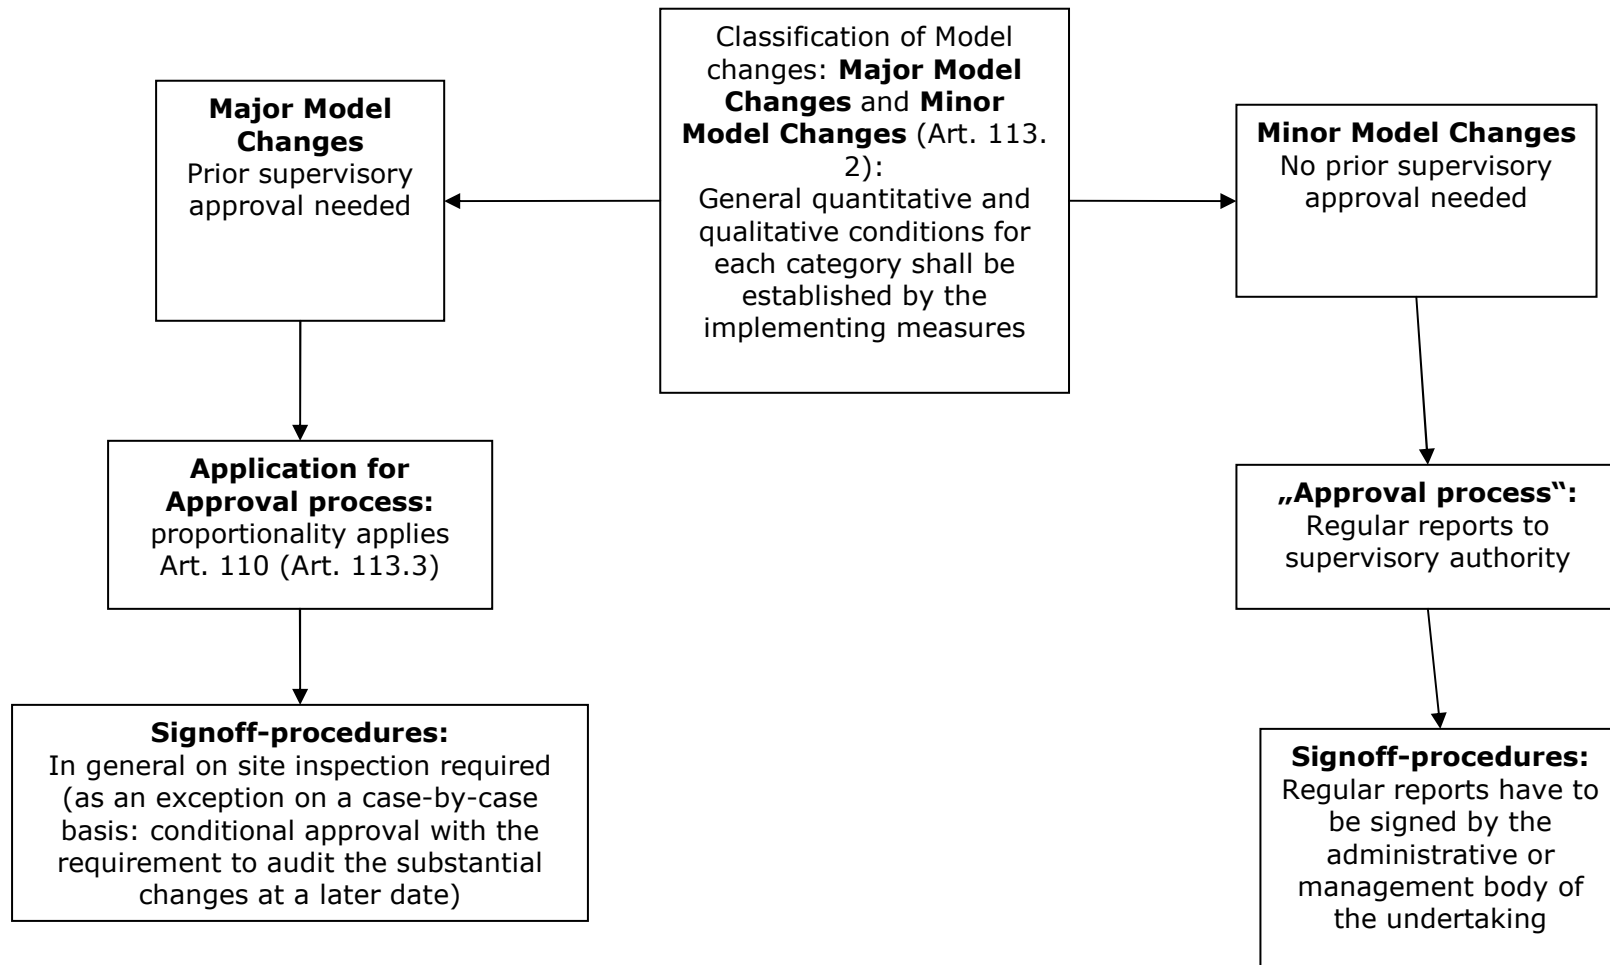 Classification of Model
changes: Major Model
Changes and Minor
Model Changes (Art. 113.
2):
General quantitative and
qualitative conditions for
each category shall be
established by the
implementing measures
Major Model
Changes
Prior supervisory
approval needed
Minor Model Changes
No prior supervisory
approval needed
Application for
Approval process:
proportionality applies
Art. 110 (Art. 113.3)
„Approval process“:
Regular reports to
supervisory authority
Signoff-procedures:
In general on site inspection required
(as an exception on a case-by-case
basis: conditional approval with the
requirement to audit the substantial
changes at a later date)
Signoff-procedures:
Regular reports have to
be signed by the
administrative or
management body of
the undertaking